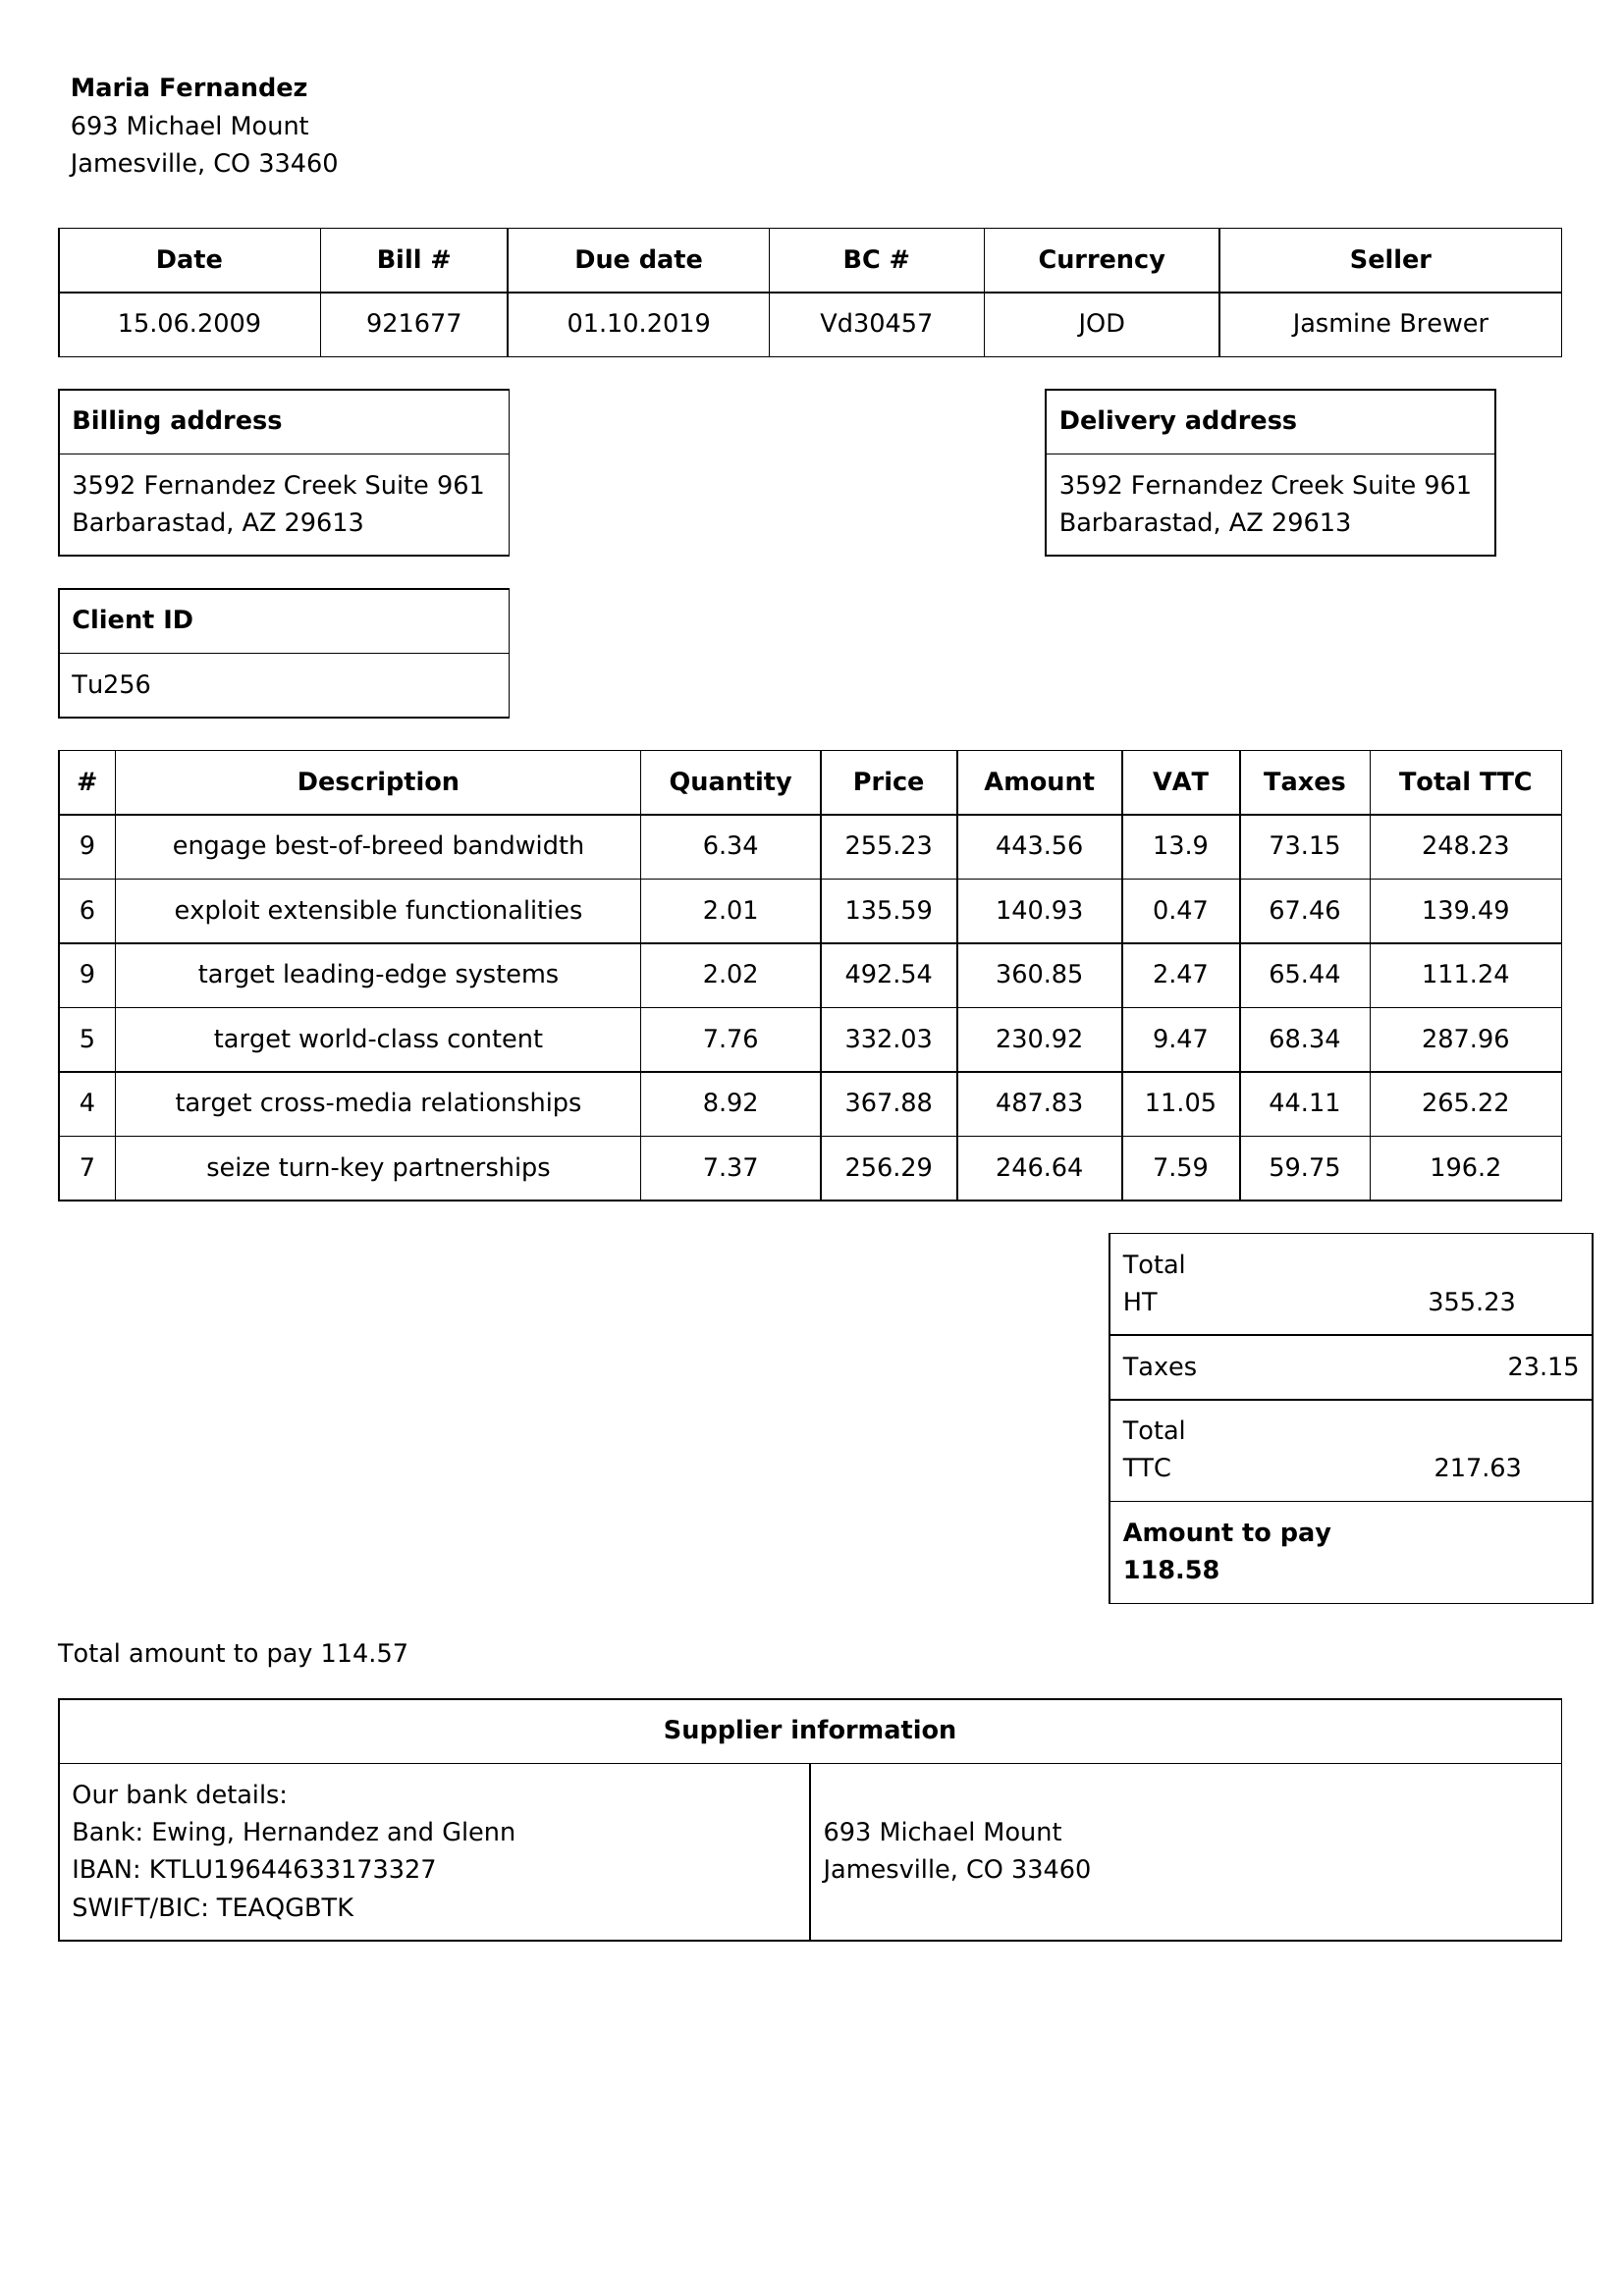 Maria Fernandez
693 Michael Mount
Jamesville, CO 33460
Date Bill # Due date BC # Currency Seller
15.06.2009 921677 01.10.2019 Vd30457 JOD Jasmine Brewer
Billing address
3592 Fernandez Creek Suite 961
Barbarastad, AZ 29613
Delivery address
3592 Fernandez Creek Suite 961
Barbarastad, AZ 29613
Client ID
Tu256
# Description Quantity Price Amount VAT Taxes Total TTC
9 engage best-of-breed bandwidth 6.34 255.23 443.56 13.9 73.15 248.23
6 exploit extensible functionalities 2.01 135.59 140.93 0.47 67.46 139.49
9 target leading-edge systems 2.02 492.54 360.85 2.47 65.44 111.24
5 target world-class content 7.76 332.03 230.92 9.47 68.34 287.96
4 target cross-media relationships 8.92 367.88 487.83 11.05 44.11 265.22
7 seize turn-key partnerships 7.37 256.29 246.64 7.59 59.75 196.2
Total
HT 355.23
Taxes 23.15
Total
TTC 217.63
Amount to pay
118.58
Total amount to pay 114.57
Supplier information
Our bank details:
Bank: Ewing, Hernandez and Glenn
IBAN: KTLU19644633173327
SWIFT/BIC: TEAQGBTK
693 Michael Mount
Jamesville, CO 33460